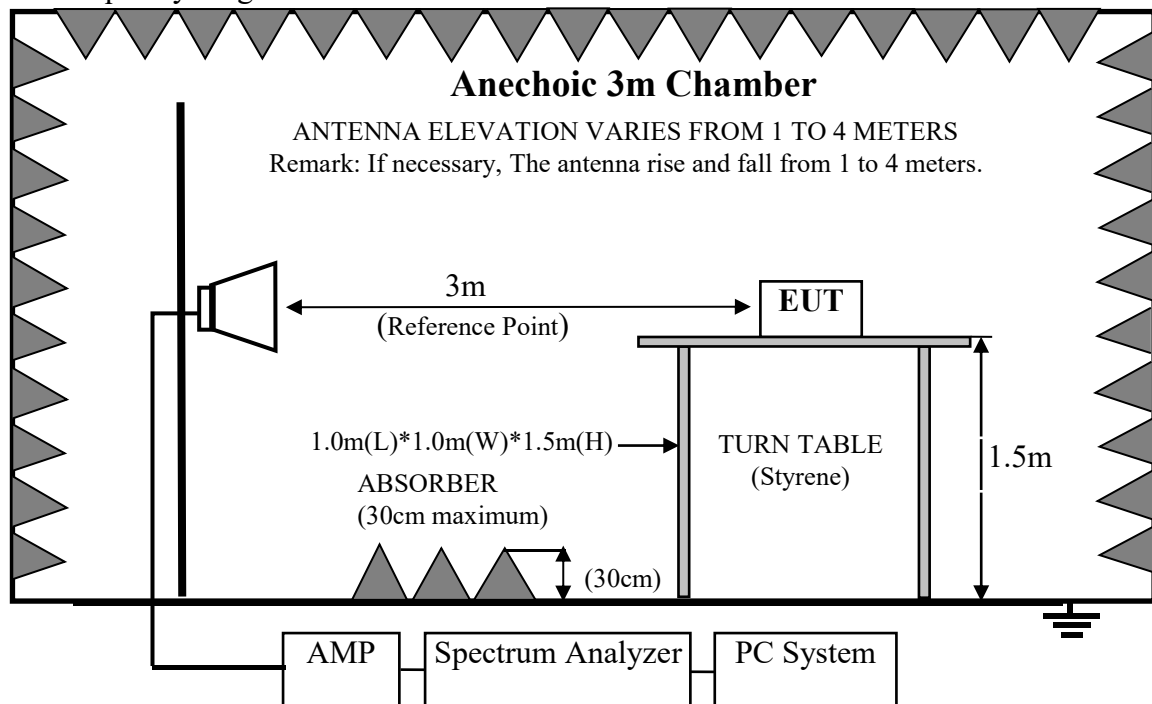 Anechoic 3m Chamber
ANTENNA ELEVATION VARIES FROM 1 TO 4 METERS
Remark: If necessary, The antenna rise and fall from 1 to 4 meters.
3m
(Reference Point)
EUT
1.0m(L)*1.0m(W)*1.5m(H)
TURN TABLE
(Styrene)
1.5m
ABSORBER
(30cm maximum)
(30cm)
AMP
Spectrum Analyzer
PC System